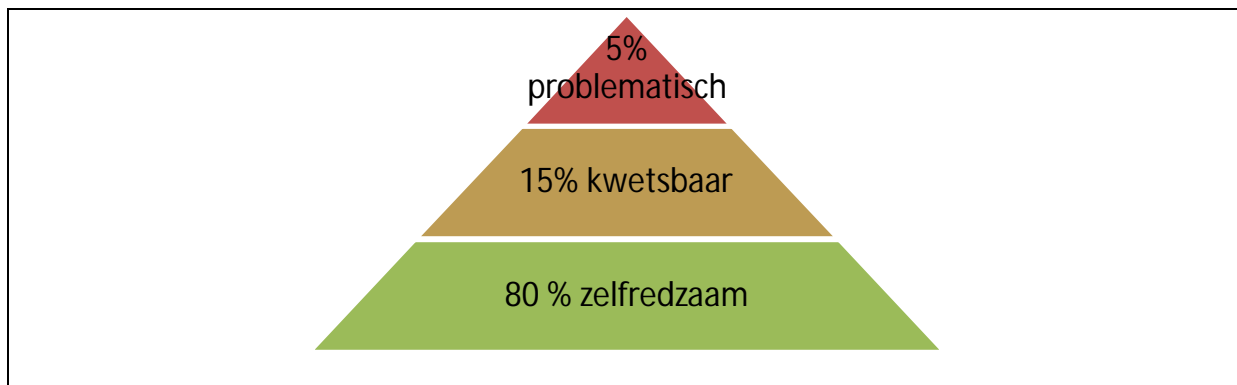 5%
problematisch
15% kwetsbaar
80 % zelfredzaam